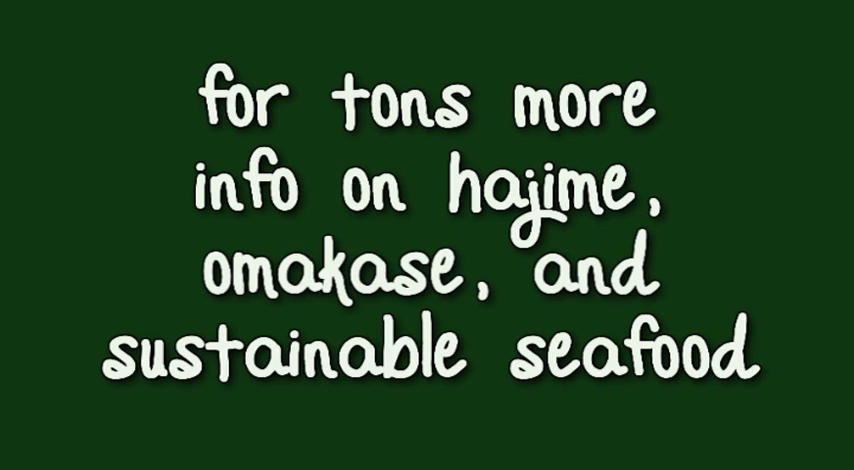 for tons more
info on hajime,
omakase, and
sustainable seafood